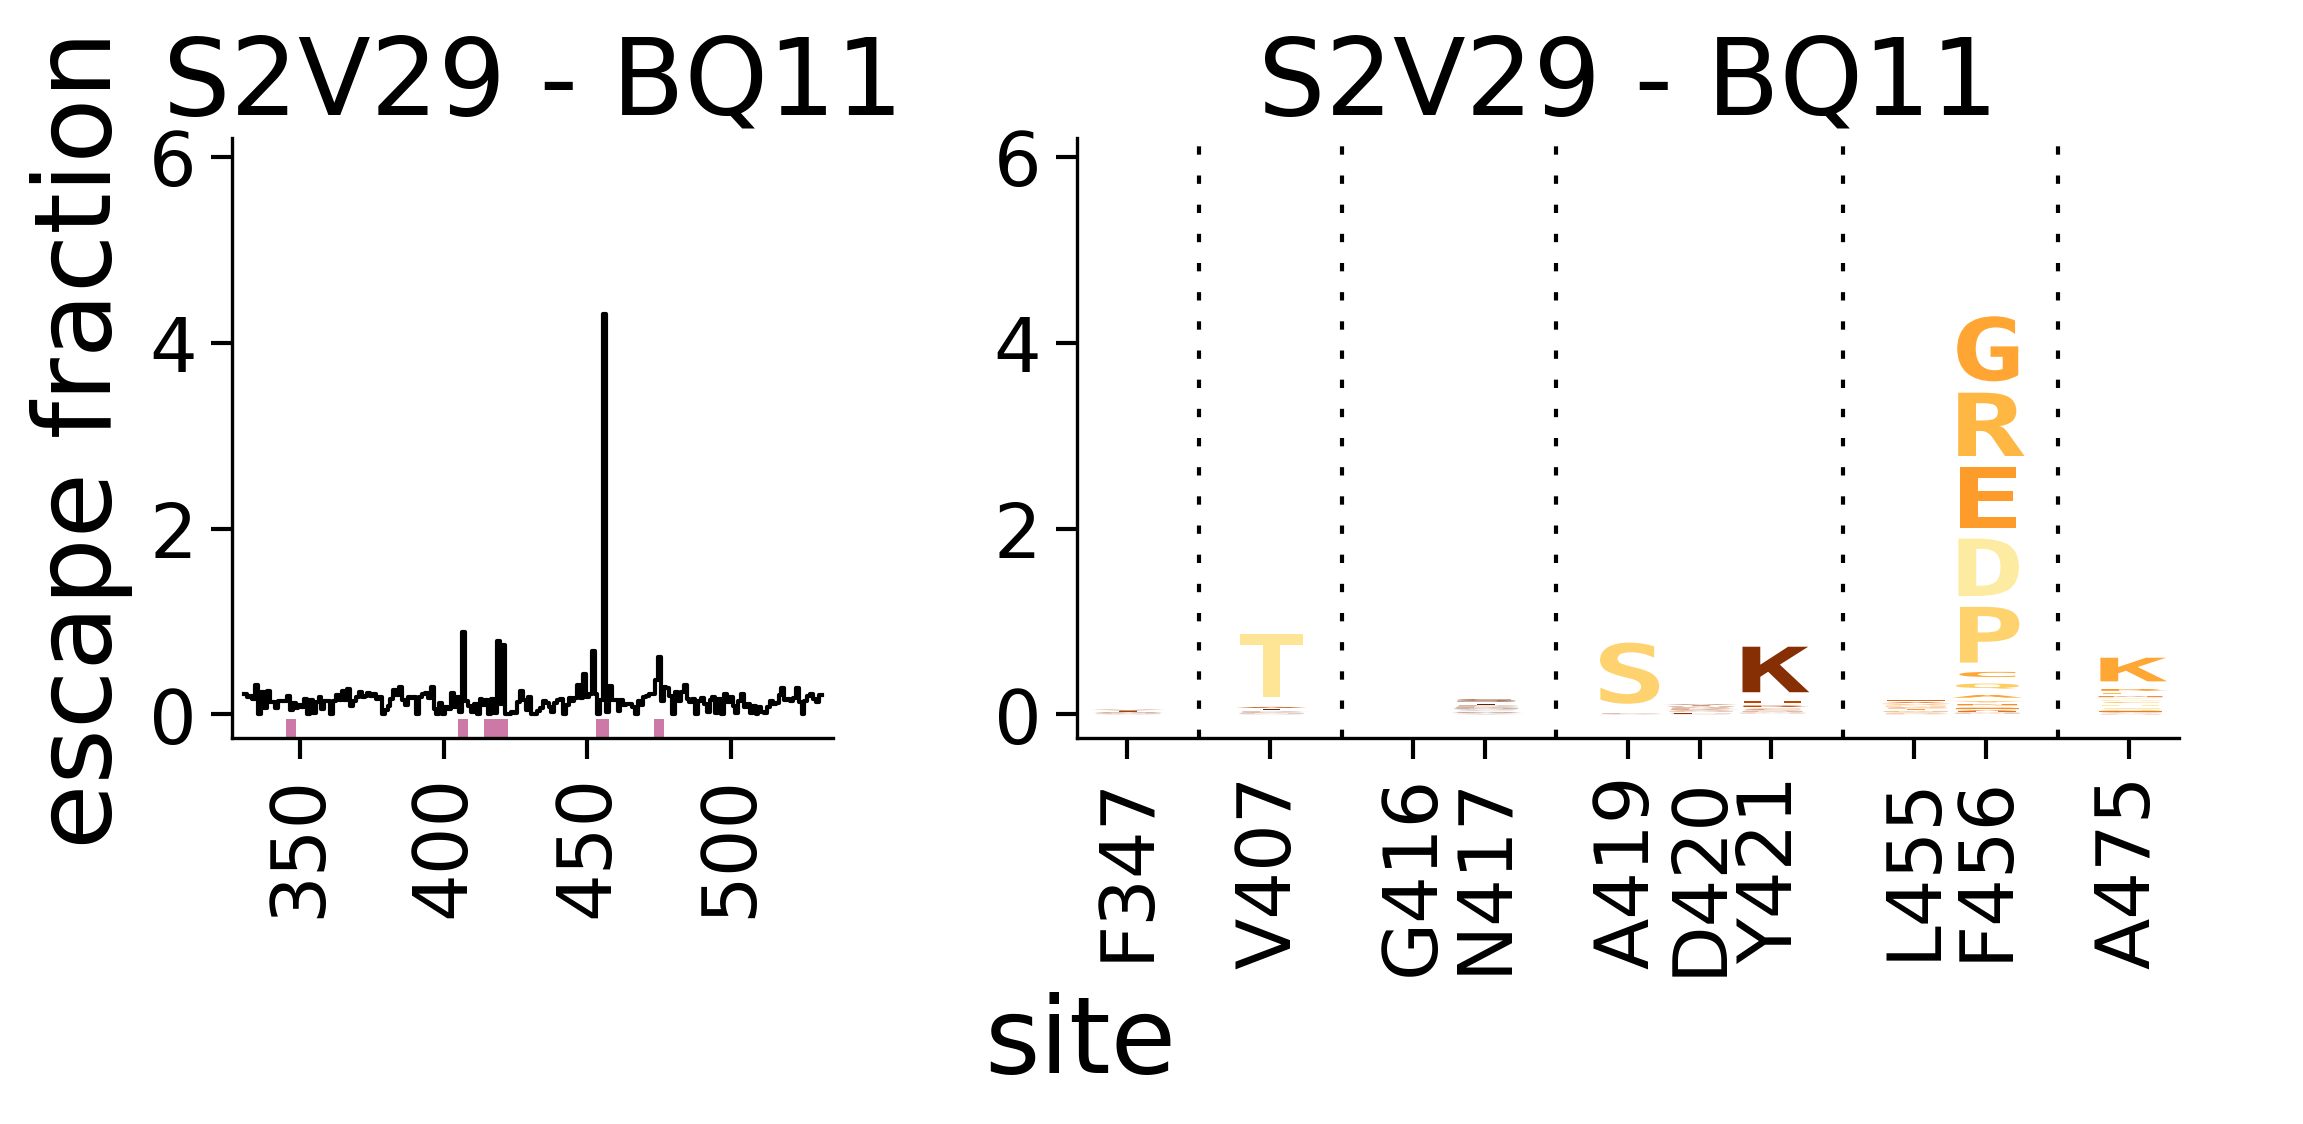 S2V29 - BQ11
S2V29 - BQ11
escape fraction
6
4
2
0
350
400
450
500
6
4
2
0
T
S
K
G
R
E
D
P
K
F347
V407
G416
N417
A419
D420
Y421
L455
F456
A475
site